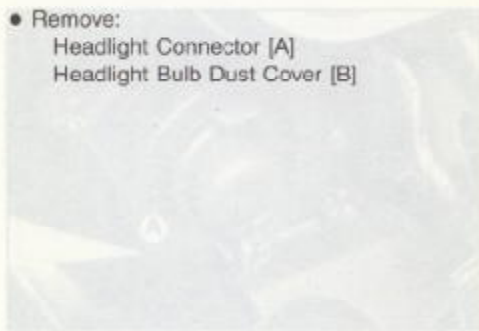 ● Remove:
Headlight Connector [A]
Headlight Bulb Dust Cover [B]
A